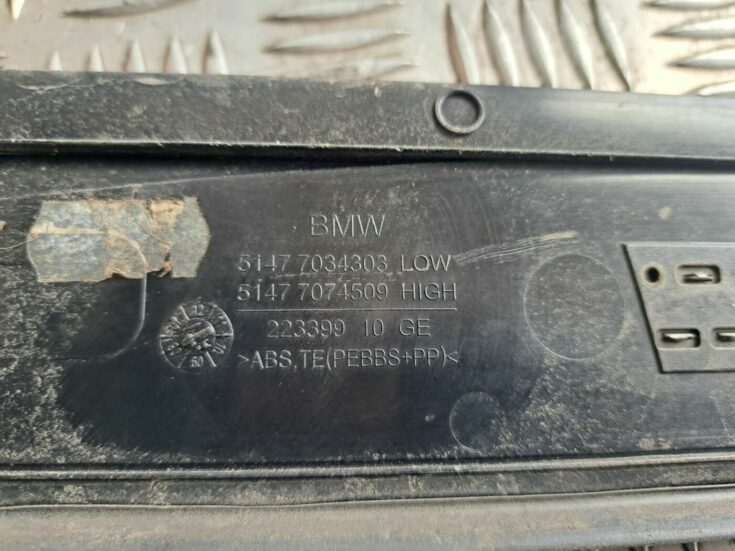 BMW
5147 7034303 LOW
5147 7074509 HIGH
223399 10 GE
>ABS,TE(PEBBS+PP)<